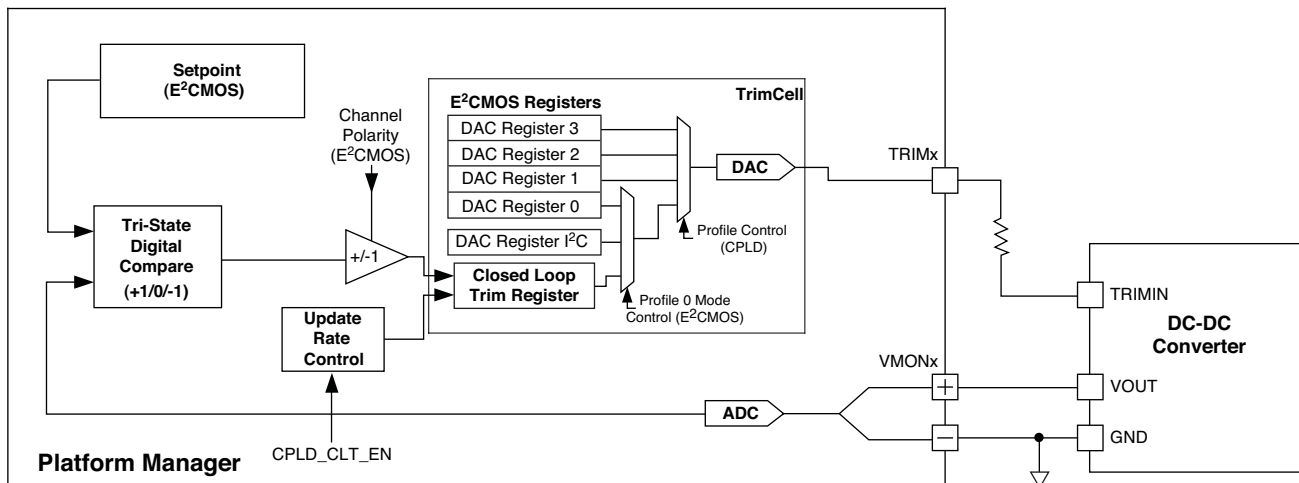 Setpoint
(E²CMOS)
Channel
Polarity
(E²CMOS)
E²CMOS Registers
TrimCell
DAC Register 3
DAC Register 2
DAC Register 1
DAC Register 0
DAC Register I²C
Closed Loop
Trim Register
DAC
Profile Control
(CPLD)
Profile 0 Mode
Control (E²CMOS)
Tri-State
Digital
Compare
(+1/0/-1)
+/-1
Update
Rate
Control
CPLD_CLT_EN
ADC
TRIMx
VMONx
+
−
TRIMIN
DC-DC
Converter
VOUT
GND
Platform Manager